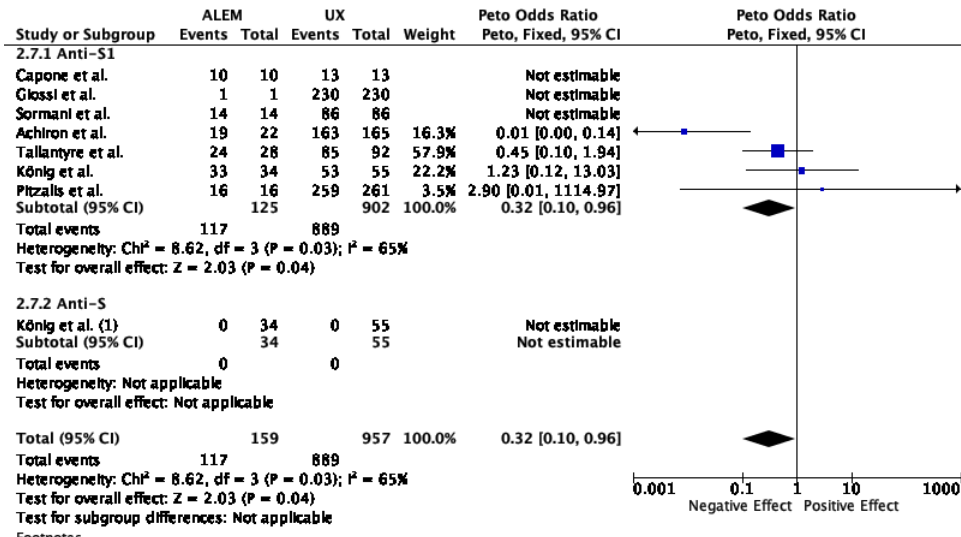 ALEM UX Peto Odds Ratio Peto Odds Ratio
Study or Subgroup Events Total Events Total Weight Peto, Fixed, 95% CI Peto, Fixed, 95% CI
2.7.1 Anti-S1
Capone et al. 10 10 13 13 Not estimable
Glossi et al. 1 1 230 230 Not estimable
Sormani et al. 14 14 86 86 Not estimable
Achiron et al. 19 22 163 165 16.3% 0.01 [0.00, 0.14]
Tallantyre et al. 24 28 85 92 57.9% 0.45 [0.10, 1.94]
König et al. 33 34 53 55 22.2% 1.23 [0.12, 13.03]
Pitzalis et al. 16 16 259 261 3.5% 2.90 [0.01, 1114.97]
Subtotal (95% CI) 125 902 100.0% 0.32 [0.10, 0.96]
Total events 117 889
Heterogeneity: Chi² = 8.62, df = 3 (P = 0.03); I² = 65%
Test for overall effect: Z = 2.03 (P = 0.04)
2.7.2 Anti-S
König et al. (1) 0 34 0 55 Not estimable
Subtotal (95% CI) 34 55 Not estimable
Total events 0 0
Heterogeneity: Not applicable
Test for overall effect: Not applicable
Total (95% CI) 159 957 100.0% 0.32 [0.10, 0.96]
Total events 117 889
Heterogeneity: Chi² = 8.62, df = 3 (P = 0.03); I² = 65%
Test for overall effect: Z = 2.03 (P = 0.04)
Test for subgroup differences: Not applicable
0.001 0.1 1 10 1000
Negative Effect Positive Effect
Footnotes